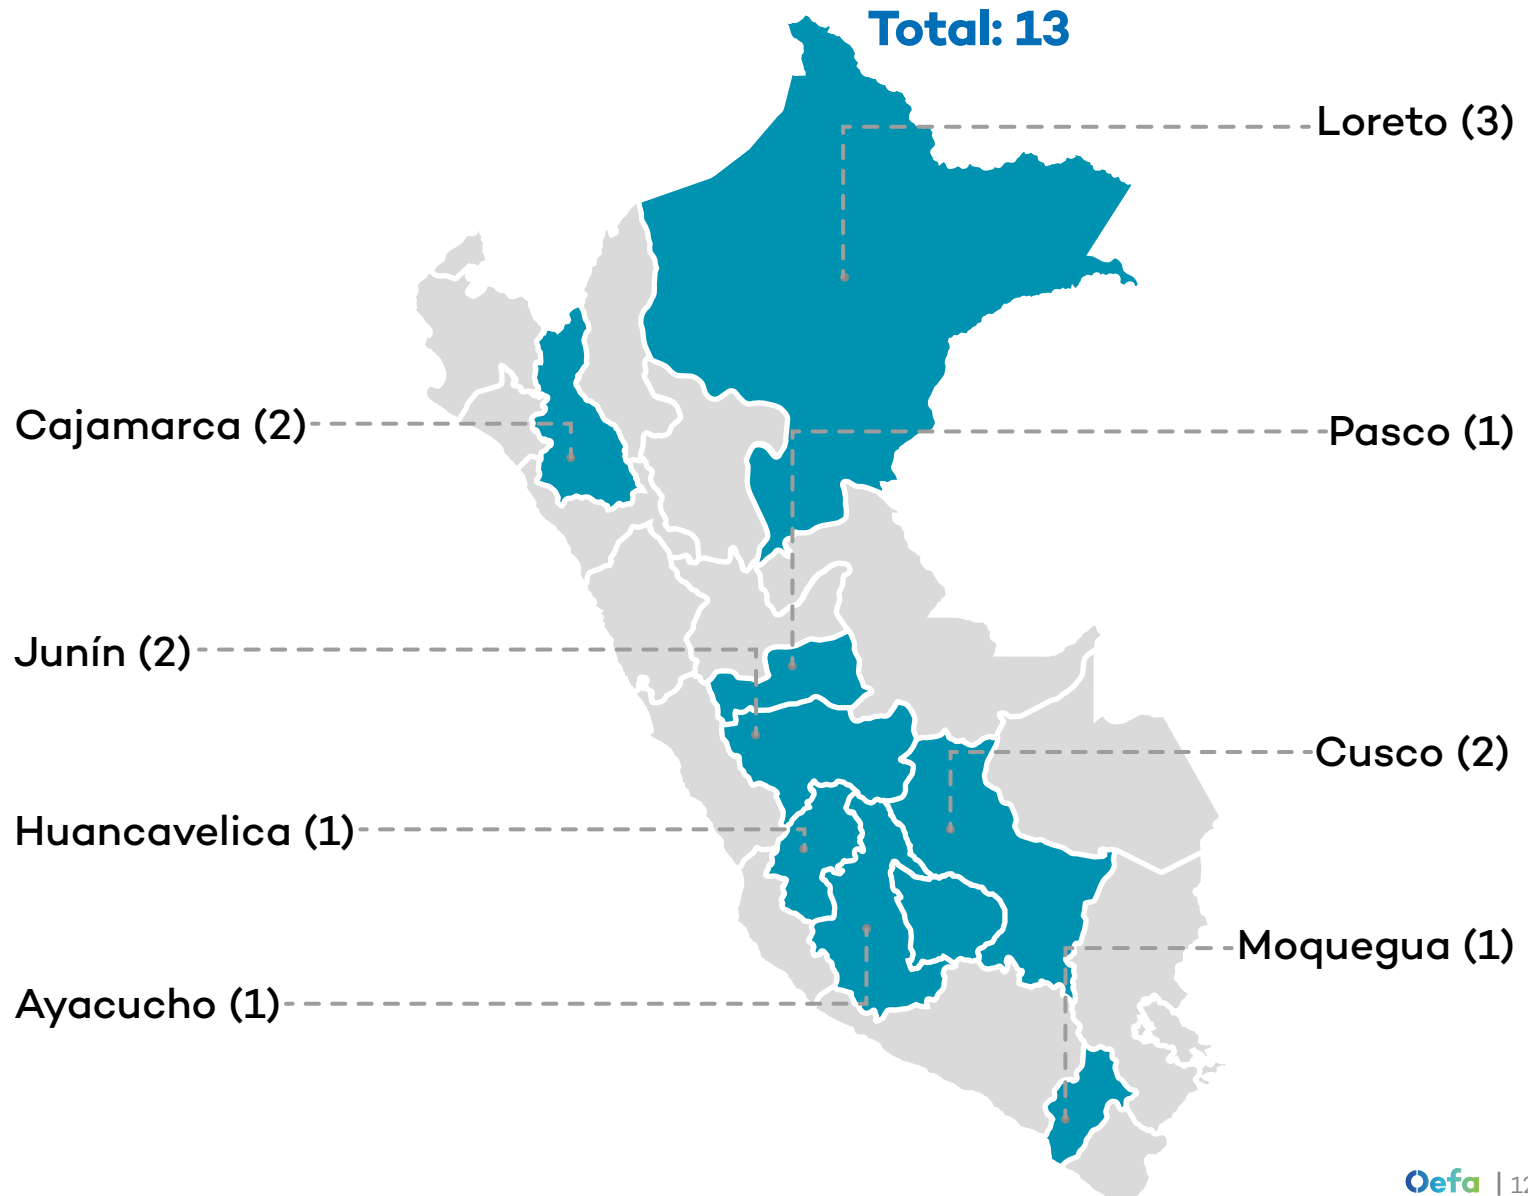 Total: 13
Loreto (3)
Cajamarca (2)
Pasco (1)
Junín (2)
Cusco (2)
Huancavelica (1)
Moquegua (1)
Ayacucho (1)
Oefa | 12